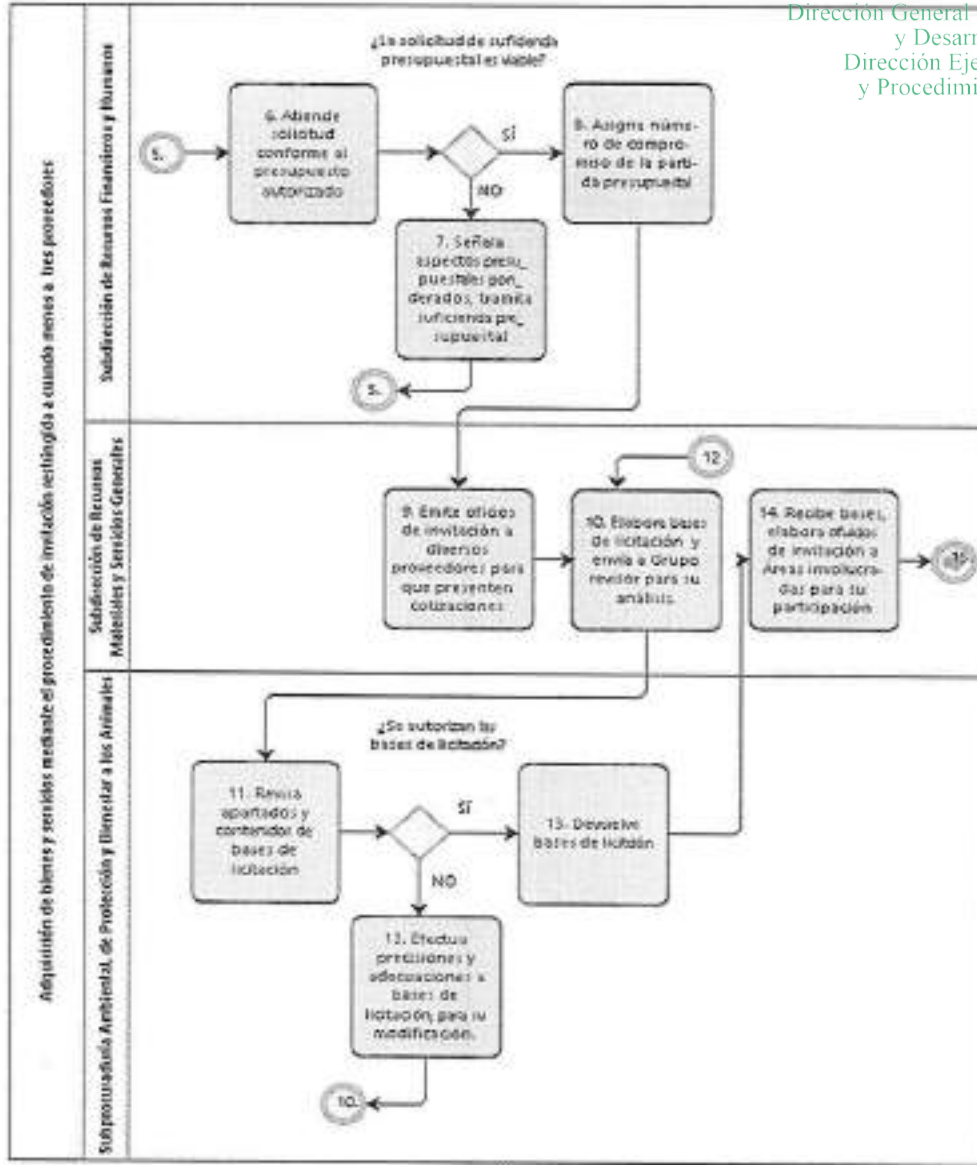 Dirección General
y Desarr
Dirección Eje
y Procedimi
Adquisición de bienes y servicios mediante el procedimiento de invitación restringida a cuando menos a tres proveedores
Subdirección de Recursos Financieros y Humanos
¿La solicitud de suficiencia
presupuestal es viable?
5.
6. Atiende
solicitud
conforme al
presupuesto
autorizado
SÍ
NO
8. Asigna núme-
ro de compro-
miso de la parti-
da presupuestal
7. Señala
aspectos presu_
puestales pon_
derados, tramita
suficiencia pre_
supuestal
5.
Subdirección de Recursos
Materiales y Servicios Generales
12
9. Emite oficios
de invitación a
diversos
proveedores para
que presenten
cotizaciones
10. Elabora bases
de licitación y
envía a Grupo
revisor para su
análisis.
14. Recibe bases,
elabora oficios
de invitación a
Áreas involucra-
das para su
participación
Subprocuraduría Ambiental, de Protección y Bienestar a los Animales
¿Se autorizan las
bases de licitación?
11. Revisa
apartados y
contenidos de
bases de
licitación
SÍ
NO
13. Devuelve
bases de licitción
12. Efectua
precisiones y
adecuaciones a
bases de
licitación, para su
modificación.
10.